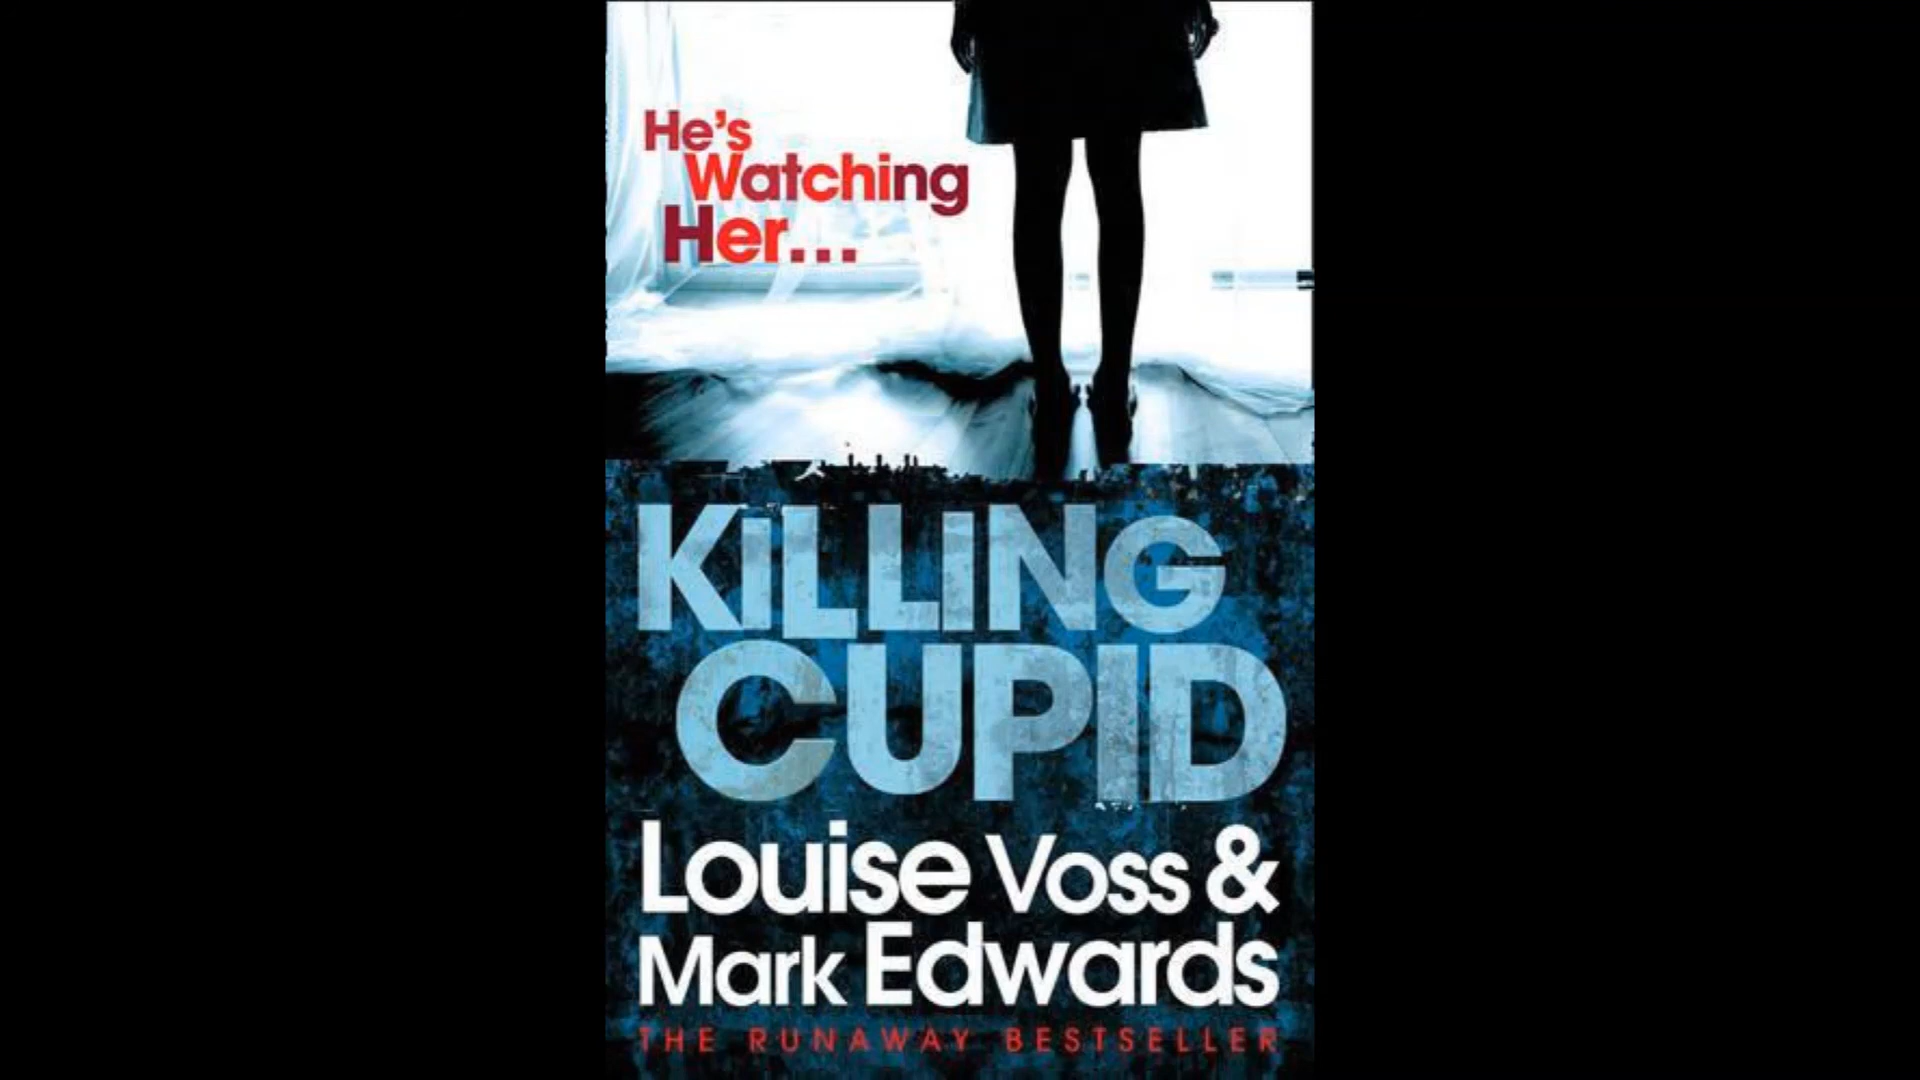 He's
Watching
Her...
KiLLiNG
CUPID
Louise Voss &
Mark Edwards
THE RUNAWAY BESTSELLER